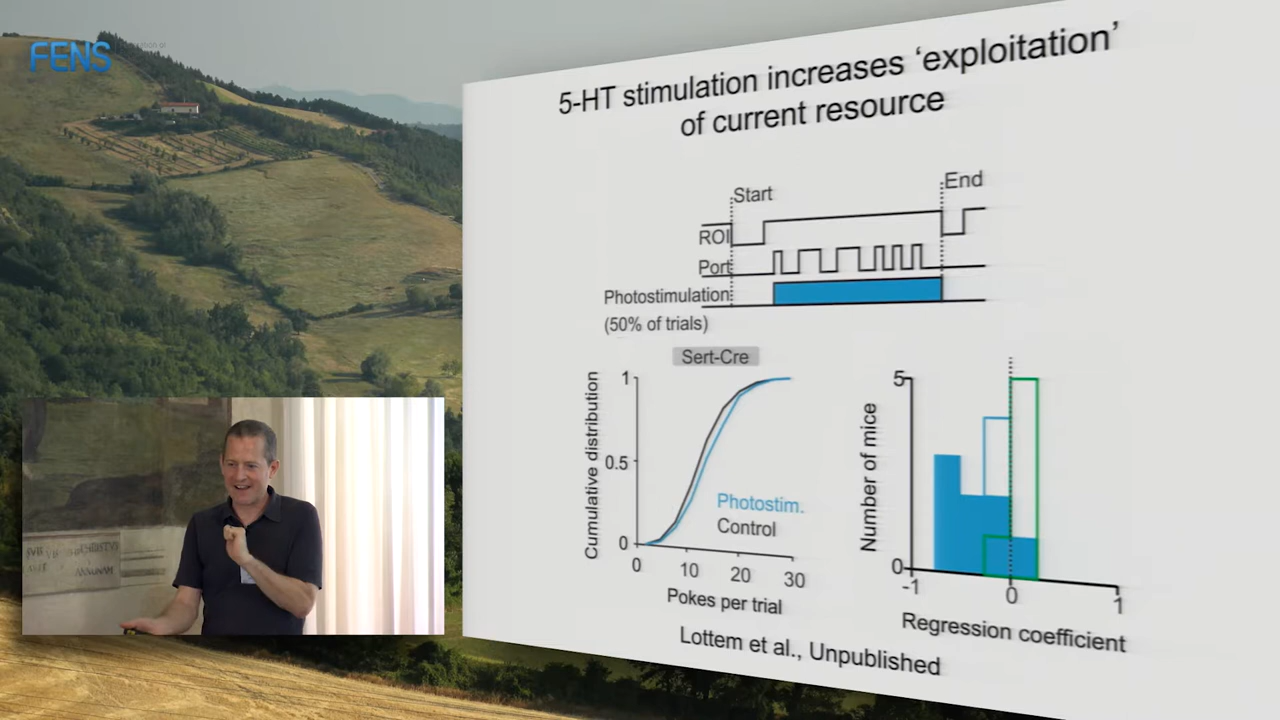 FENS
5-HT stimulation increases ‘exploitation’
of current resource
Start
End
ROI
Port
Photostimulation
(50% of trials)
Sert-Cre
Cumulative distribution
1
0.5
0
0
10
20
30
Pokes per trial
Photostim.
Control
Number of mice
5
0
-1
0
1
Regression coefficient
Lottem et al., Unpublished